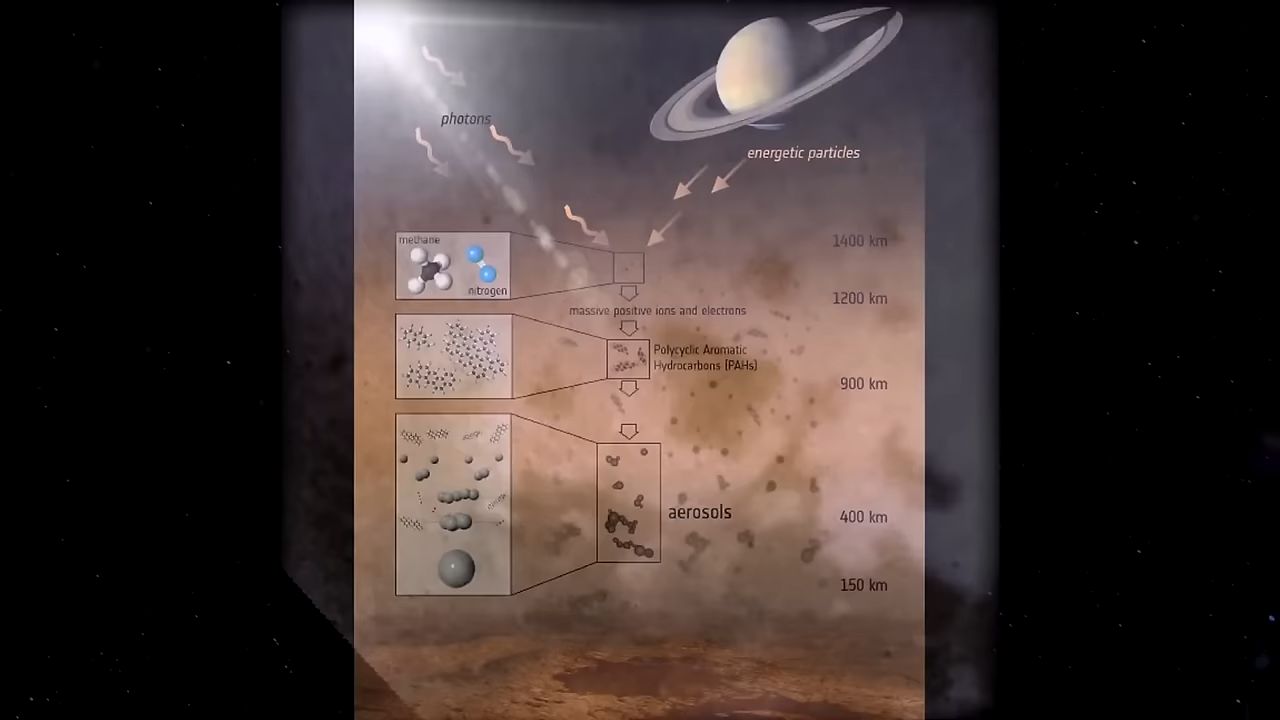 photons
energetic particles
methane
nitrogen
1400 km
1200 km
massive positive ions and electrons
Polycyclic Aromatic
Hydrocarbons (PAHs)
900 km
aerosols
400 km
150 km